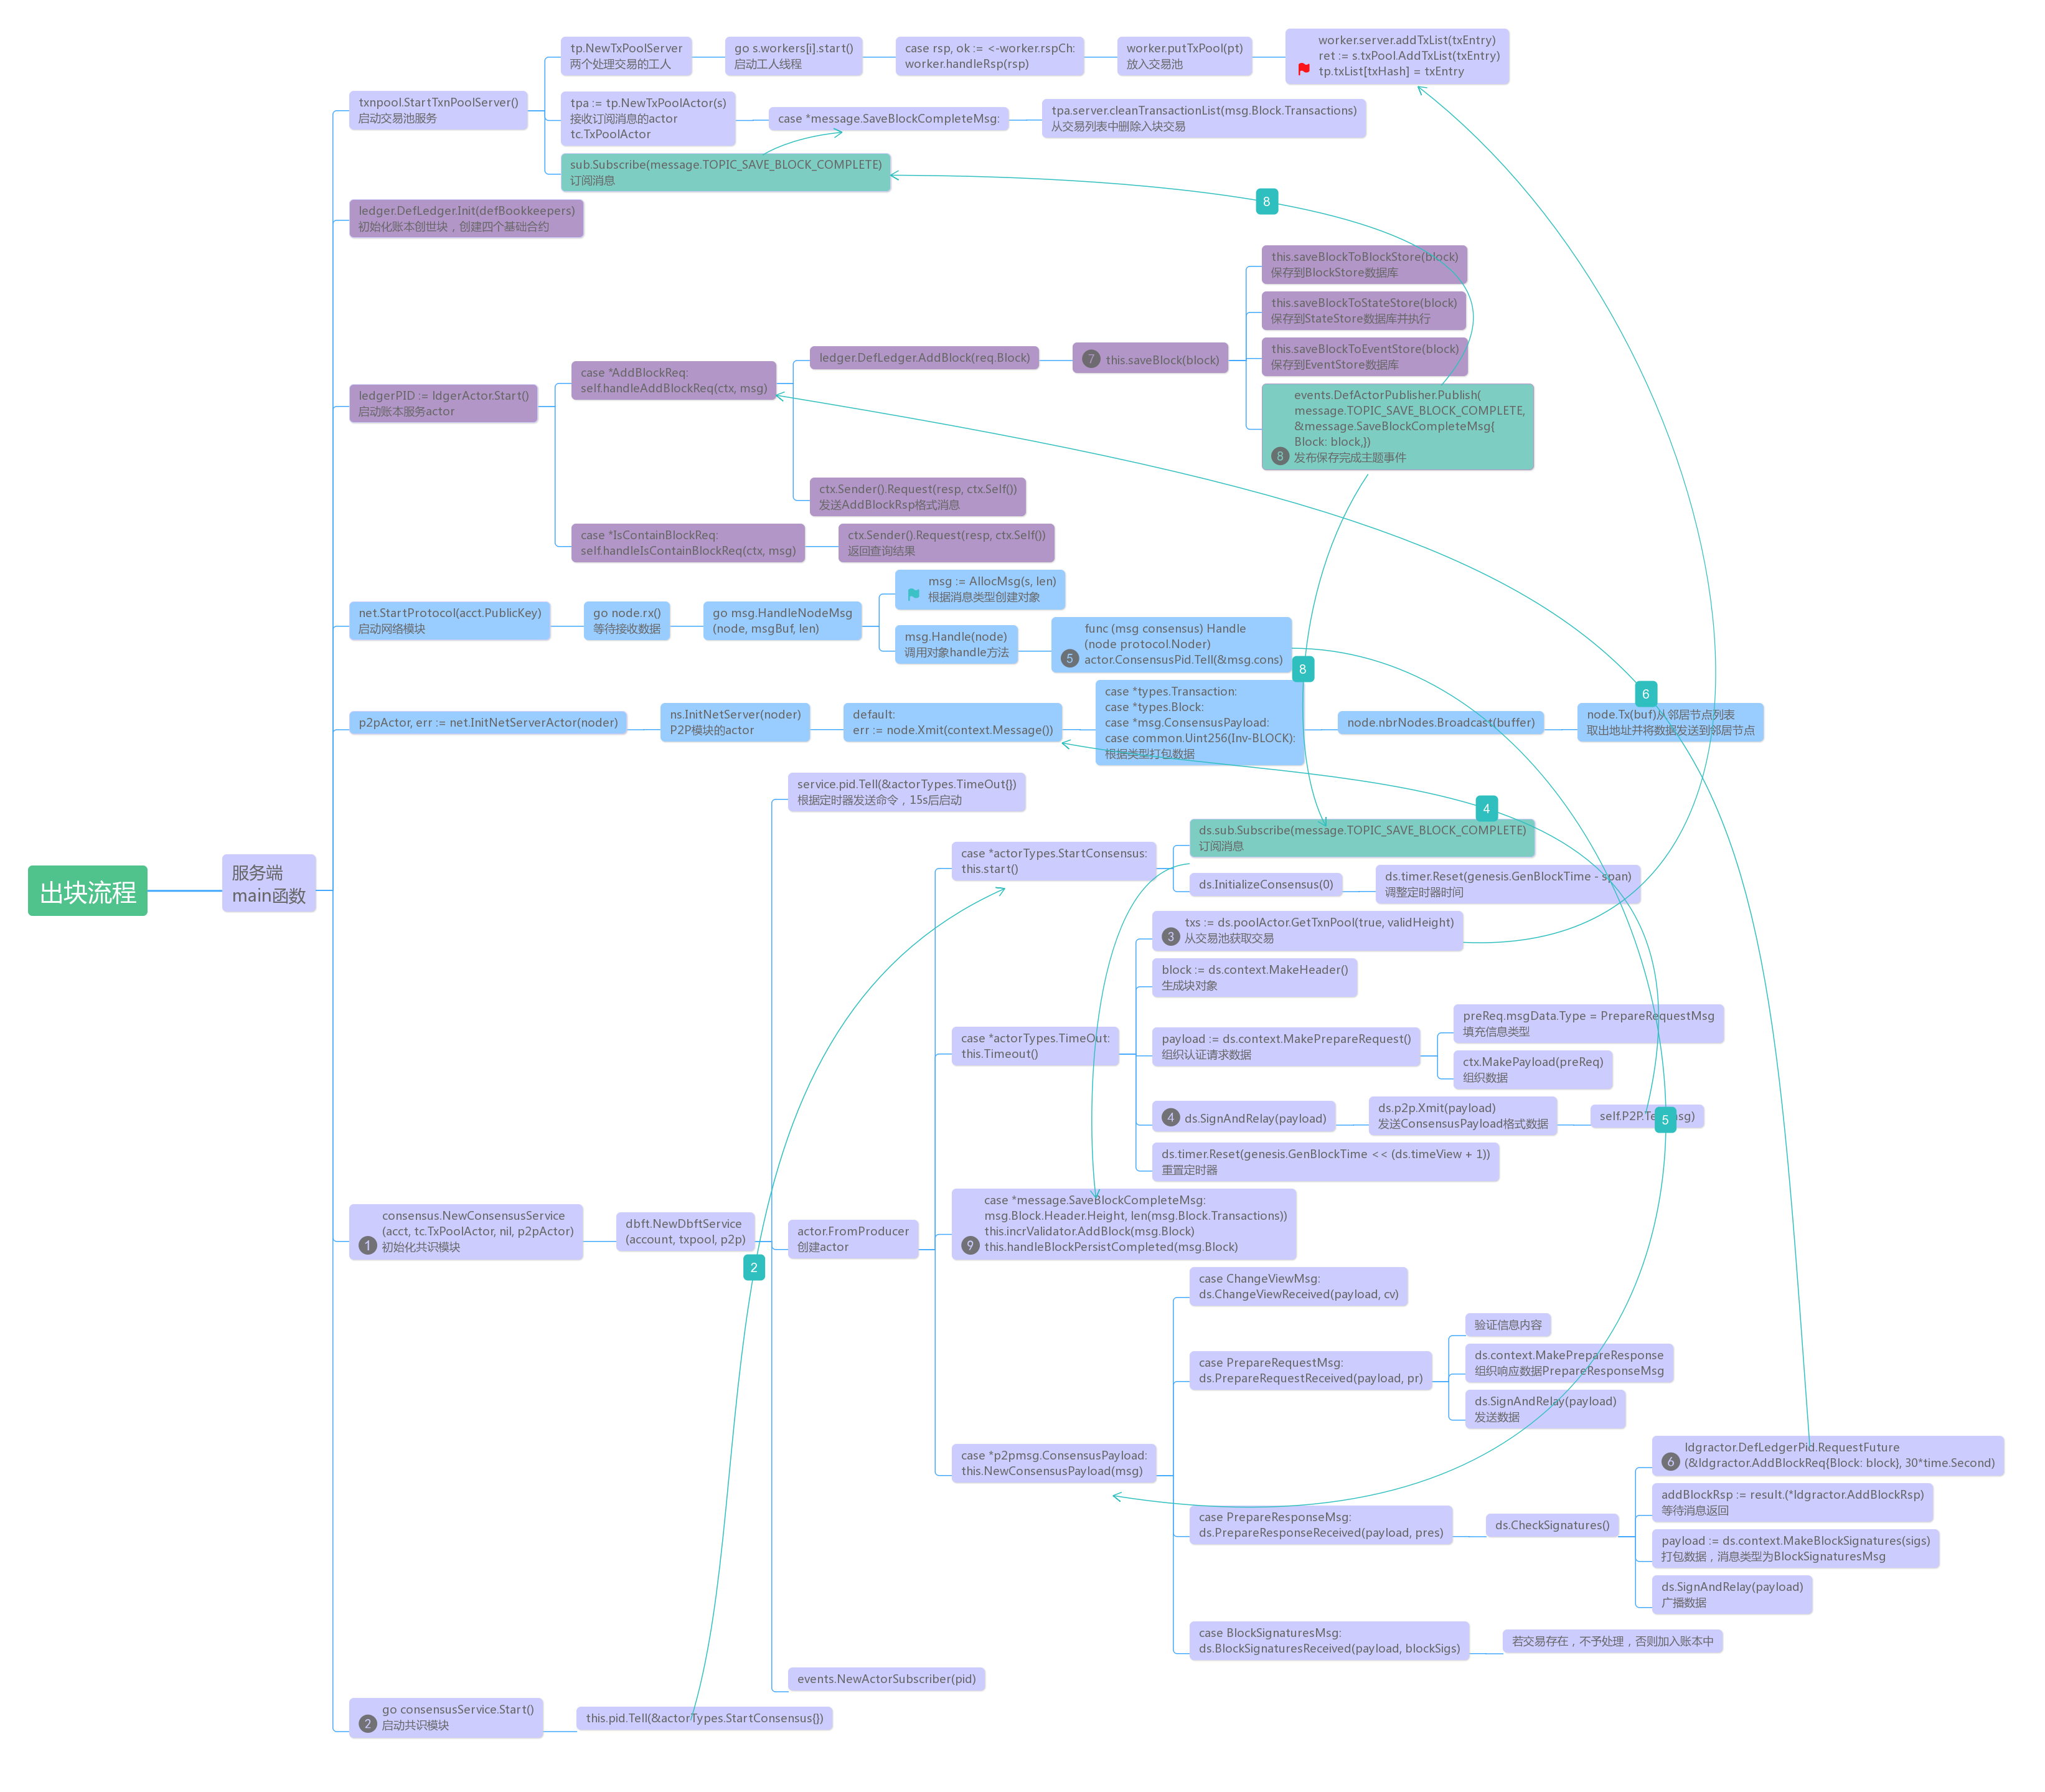 出块流程
服务端
main函数
txnpool.StartTxnPoolServer()
启动交易池服务
tp.NewTxPoolServer
两个处理交易的工人
go s.workers[i].start()
启动工人线程
case rsp, ok := <-worker.rspCh:
worker.handleRsp(rsp)
worker.putTxPool(pt)
放入交易池
worker.server.addTxList(txEntry)
ret := s.txPool.AddTxList(txEntry)
tp.txList[txHash] = txEntry
tpa := tp.NewTxPoolActor(s)
接收订阅消息的actor
tc.TxPoolActor
case *message.SaveBlockCompleteMsg:
tpa.server.cleanTransactionList(msg.Block.Transactions)
从交易列表中删除入块交易
sub.Subscribe(message.TOPIC_SAVE_BLOCK_COMPLETE)
订阅消息
8
ledger.DefLedger.Init(defBookkeepers)
初始化账本创世块，创建四个基础合约
ledgerPID := ldgerActor.Start()
启动账本服务actor
case *AddBlockReq:
self.handleAddBlockReq(ctx, msg)
ledger.DefLedger.AddBlock(req.Block)
7
this.saveBlock(block)
this.saveBlockToBlockStore(block)
保存到BlockStore数据库
this.saveBlockToStateStore(block)
保存到StateStore数据库并执行
this.saveBlockToEventStore(block)
保存到EventStore数据库
events.DefActorPublisher.Publish(
message.TOPIC_SAVE_BLOCK_COMPLETE,
&message.SaveBlockCompleteMsg{
Block: block,})
8
发布保存完成主题事件
ctx.Sender().Request(resp, ctx.Self())
发送AddBlockRsp格式消息
case *IsContainBlockReq:
self.handleIsContainBlockReq(ctx, msg)
ctx.Sender().Request(resp, ctx.Self())
返回查询结果
net.StartProtocol(acct.PublicKey)
启动网络模块
go node.rx()
等待接收数据
go msg.HandleNodeMsg
(node, msgBuf, len)
msg := AllocMsg(s, len)
根据消息类型创建对象
msg.Handle(node)
调用对象handle方法
func (msg consensus) Handle
(node protocol.Noder)
5
actor.ConsensusPid.Tell(&msg.cons)
8
6
p2pActor, err := net.InitNetServerActor(noder)
ns.InitNetServer(noder)
P2P模块的actor
default:
err := node.Xmit(context.Message())
case *types.Transaction:
case *types.Block:
case *msg.ConsensusPayload:
case common.Uint256(Inv-BLOCK):
根据类型打包数据
node.nbrNodes.Broadcast(buffer)
node.Tx(buf)从邻居节点列表
取出地址并将数据发送到邻居节点
4
1
consensus.NewConsensusService
(acct, tc.TxPoolActor, nil, p2pActor)
初始化共识模块
dbft.NewDbftService
(account, txpool, p2p)
service.pid.Tell(&actorTypes.TimeOut{})
根据定时器发送命令，15s后启动
actor.FromProducer
创建actor
case *actorTypes.StartConsensus:
this.start()
ds.sub.Subscribe(message.TOPIC_SAVE_BLOCK_COMPLETE)
订阅消息
ds.InitializeConsensus(0)
ds.timer.Reset(genesis.GenBlockTime - span)
调整定时器时间
case *actorTypes.TimeOut:
this.Timeout()
3
txs := ds.poolActor.GetTxnPool(true, validHeight)
从交易池获取交易
block := ds.context.MakeHeader()
生成块对象
payload := ds.context.MakePrepareRequest()
组织认证请求数据
preReq.msgData.Type = PrepareRequestMsg
填充信息类型
ctx.MakePayload(preReq)
组织数据
4
ds.SignAndRelay(payload)
ds.p2p.Xmit(payload)
发送ConsensusPayload格式数据
self.P2P.Te
sg)
5
ds.timer.Reset(genesis.GenBlockTime << (ds.timeView + 1))
重置定时器
case *message.SaveBlockCompleteMsg:
msg.Block.Header.Height, len(msg.Block.Transactions))
this.incrValidator.AddBlock(msg.Block)
9
this.handleBlockPersistCompleted(msg.Block)
2
case *p2pmsg.ConsensusPayload:
this.NewConsensusPayload(msg)
case ChangeViewMsg:
ds.ChangeViewReceived(payload, cv)
case PrepareRequestMsg:
ds.PrepareRequestReceived(payload, pr)
验证信息内容
ds.context.MakePrepareResponse
组织响应数据PrepareResponseMsg
ds.SignAndRelay(payload)
发送数据
case PrepareResponseMsg:
ds.PrepareResponseReceived(payload, pres)
ds.CheckSignatures()
ldgractor.DefLedgerPid.RequestFuture
6
(&ldgractor.AddBlockReq{Block: block}, 30*time.Second)
addBlockRsp := result.(*ldgractor.AddBlockRsp)
等待消息返回
payload := ds.context.MakeBlockSignatures(sigs)
打包数据，消息类型为BlockSignaturesMsg
ds.SignAndRelay(payload)
广播数据
case BlockSignaturesMsg:
ds.BlockSignaturesReceived(payload, blockSigs)
若交易存在，不予处理，否则加入账本中
events.NewActorSubscriber(pid)
2
go consensusService.Start()
启动共识模块
this.pid.Tell(&actorTypes.StartConsensus{})